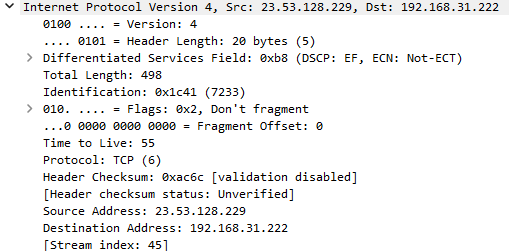 Internet Protocol Version 4, Src: 23.53.128.229, Dst: 192.168.31.222
0100 .... = Version: 4
.... 0101 = Header Length: 20 bytes (5)
Differentiated Services Field: 0xb8 (DSCP: EF, ECN: Not-ECT)
Total Length: 498
Identification: 0x1c41 (7233)
010. .... = Flags: 0x2, Don't fragment
...0 0000 0000 0000 = Fragment Offset: 0
Time to Live: 55
Protocol: TCP (6)
Header Checksum: 0xac6c [validation disabled]
[Header checksum status: Unverified]
Source Address: 23.53.128.229
Destination Address: 192.168.31.222
[Stream index: 45]